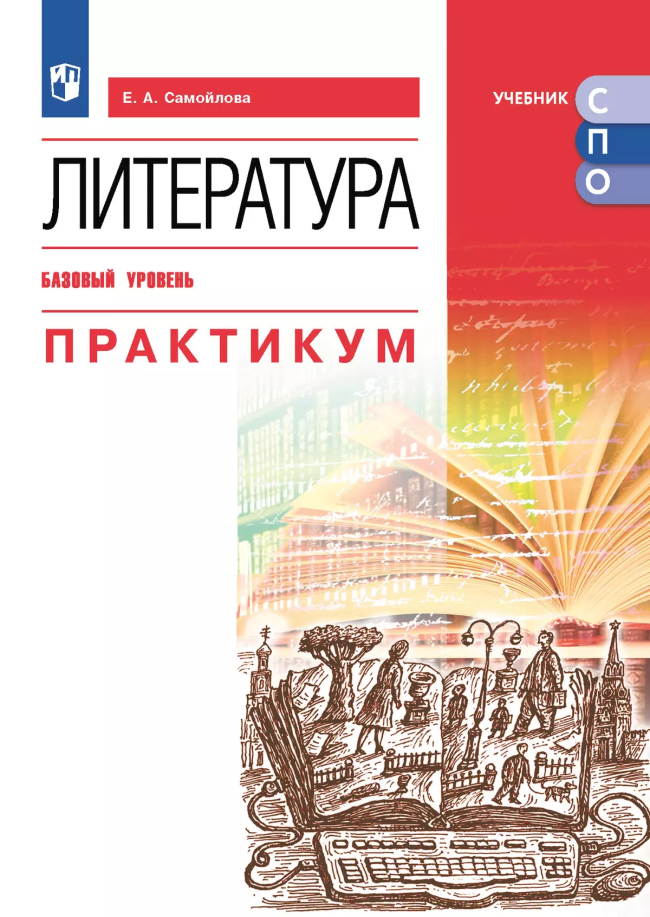 Е. А. Самойлова
УЧЕБНИК
С
П
О
ЛИТЕРАТУРА
БАЗОВЫЙ УРОВЕНЬ
ПРАКТИКУМ